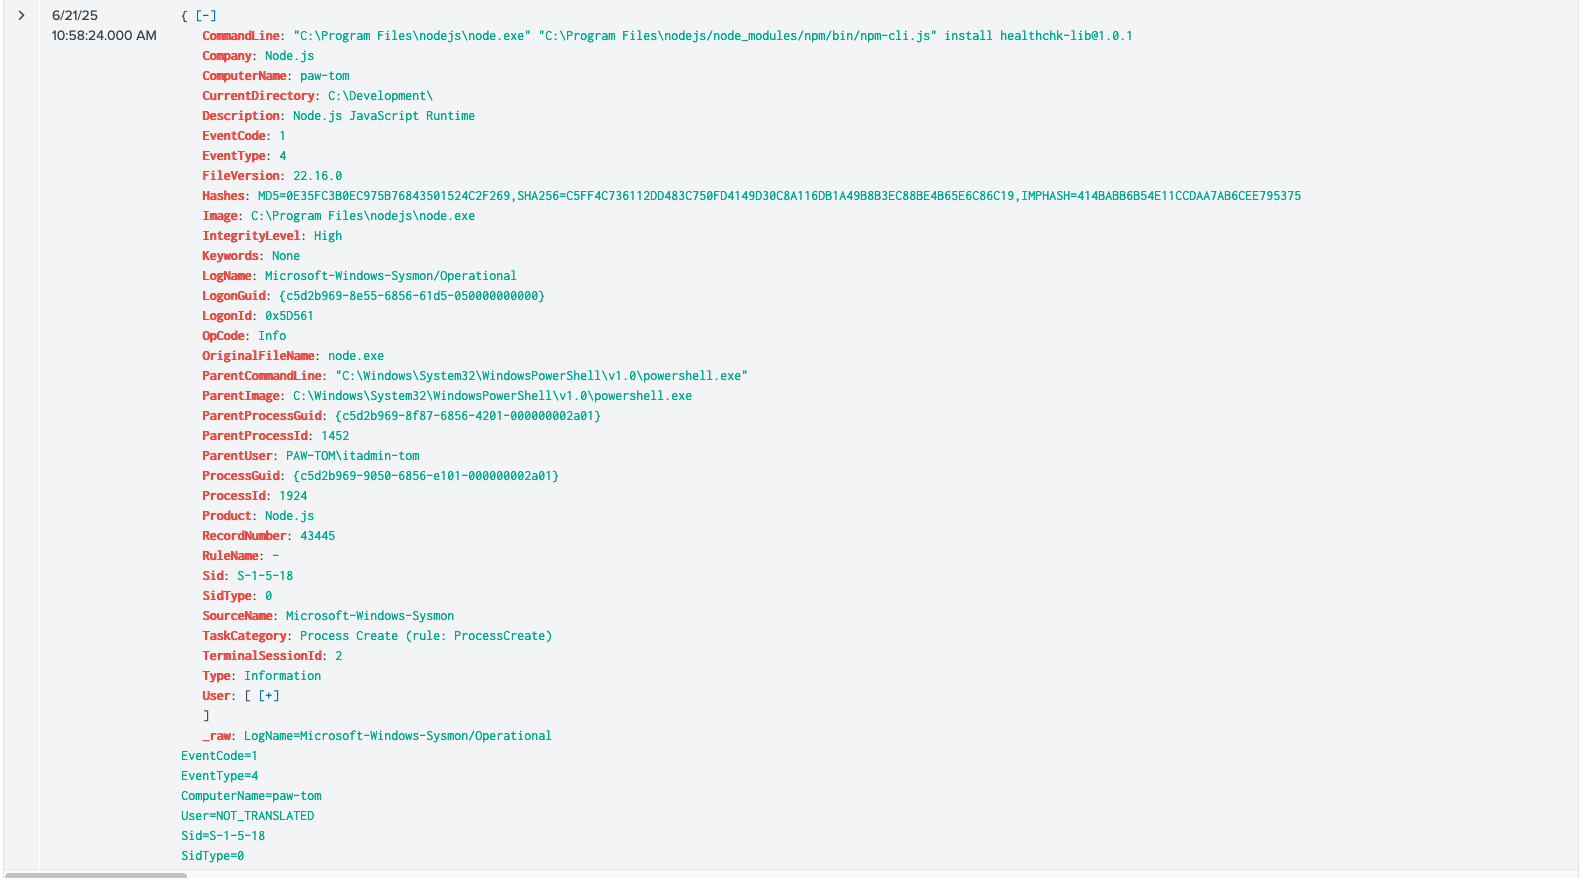 6/21/25
10:58:24.000 AM
{ [-]
CommandLine: "C:\Program Files\nodejs\node.exe" "C:\Program Files\nodejs/node_modules/npm/bin/npm-cli.js" install healthchk-lib@1.0.1
Company: Node.js
ComputerName: paw-tom
CurrentDirectory: C:\Development\
Description: Node.js JavaScript Runtime
EventCode: 1
EventType: 4
FileVersion: 22.16.0
Hashes: MD5=0E35FC3B0EC975B76843501524C2F269,SHA256=C5FF4C736112DD483C750FD4149D30C8A116DB1A49B8B3EC88BE4B65E6C86C19,IMPHASH=414BABB6B54E11CCDAA7AB6CEE795375
Image: C:\Program Files\nodejs\node.exe
IntegrityLevel: High
Keywords: None
LogName: Microsoft-Windows-Sysmon/Operational
LogonGuid: {c5d2b969-8e55-6856-61d5-050000000000}
LogonId: 0x5D561
OpCode: Info
OriginalFileName: node.exe
ParentCommandLine: "C:\Windows\System32\WindowsPowerShell\v1.0\powershell.exe"
ParentImage: C:\Windows\System32\WindowsPowerShell\v1.0\powershell.exe
ParentProcessGuid: {c5d2b969-8f87-6856-4201-000000002a01}
ParentProcessId: 1452
ParentUser: PAW-TOM\itadmin-tom
ProcessGuid: {c5d2b969-9050-6856-e101-000000002a01}
ProcessId: 1924
Product: Node.js
RecordNumber: 43445
RuleName: -
Sid: S-1-5-18
SidType: 0
SourceName: Microsoft-Windows-Sysmon
TaskCategory: Process Create (rule: ProcessCreate)
TerminalSessionId: 2
Type: Information
User: [ [+]
]
_raw: LogName=Microsoft-Windows-Sysmon/Operational
EventCode=1
EventType=4
ComputerName=paw-tom
User=NOT_TRANSLATED
Sid=S-1-5-18
SidType=0